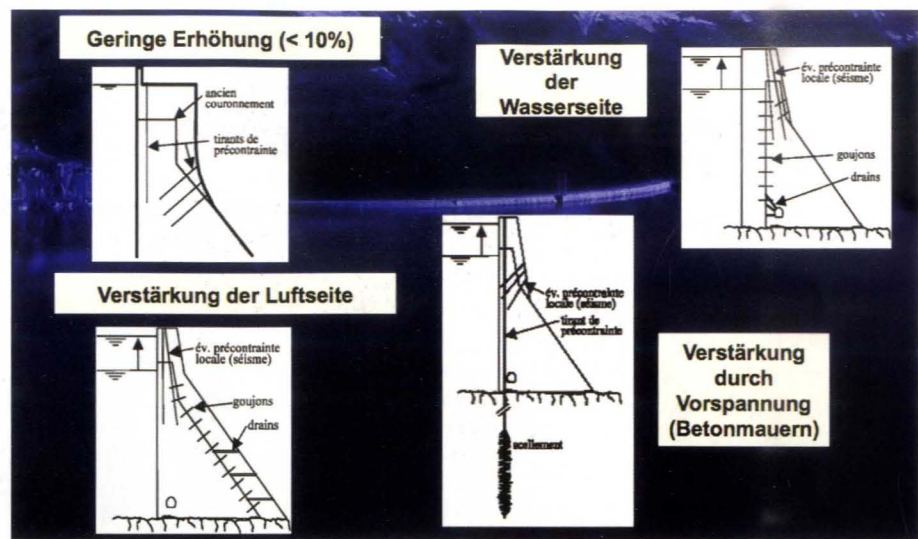 Geringe Erhöhung (< 10%)
ancien
couronnement
tirants de
précontrainte
Verstärkung
der
Wasserseite
év. précontrainte
locale (séisme)
goujons
drains
Verstärkung der Luftseite
év. précontrainte
locale (séisme)
goujons
drains
év. précontrainte
locale (séisme)
tirant de
précontrainte
scellement
Verstärkung
durch
Vorspannung
(Betonmauern)